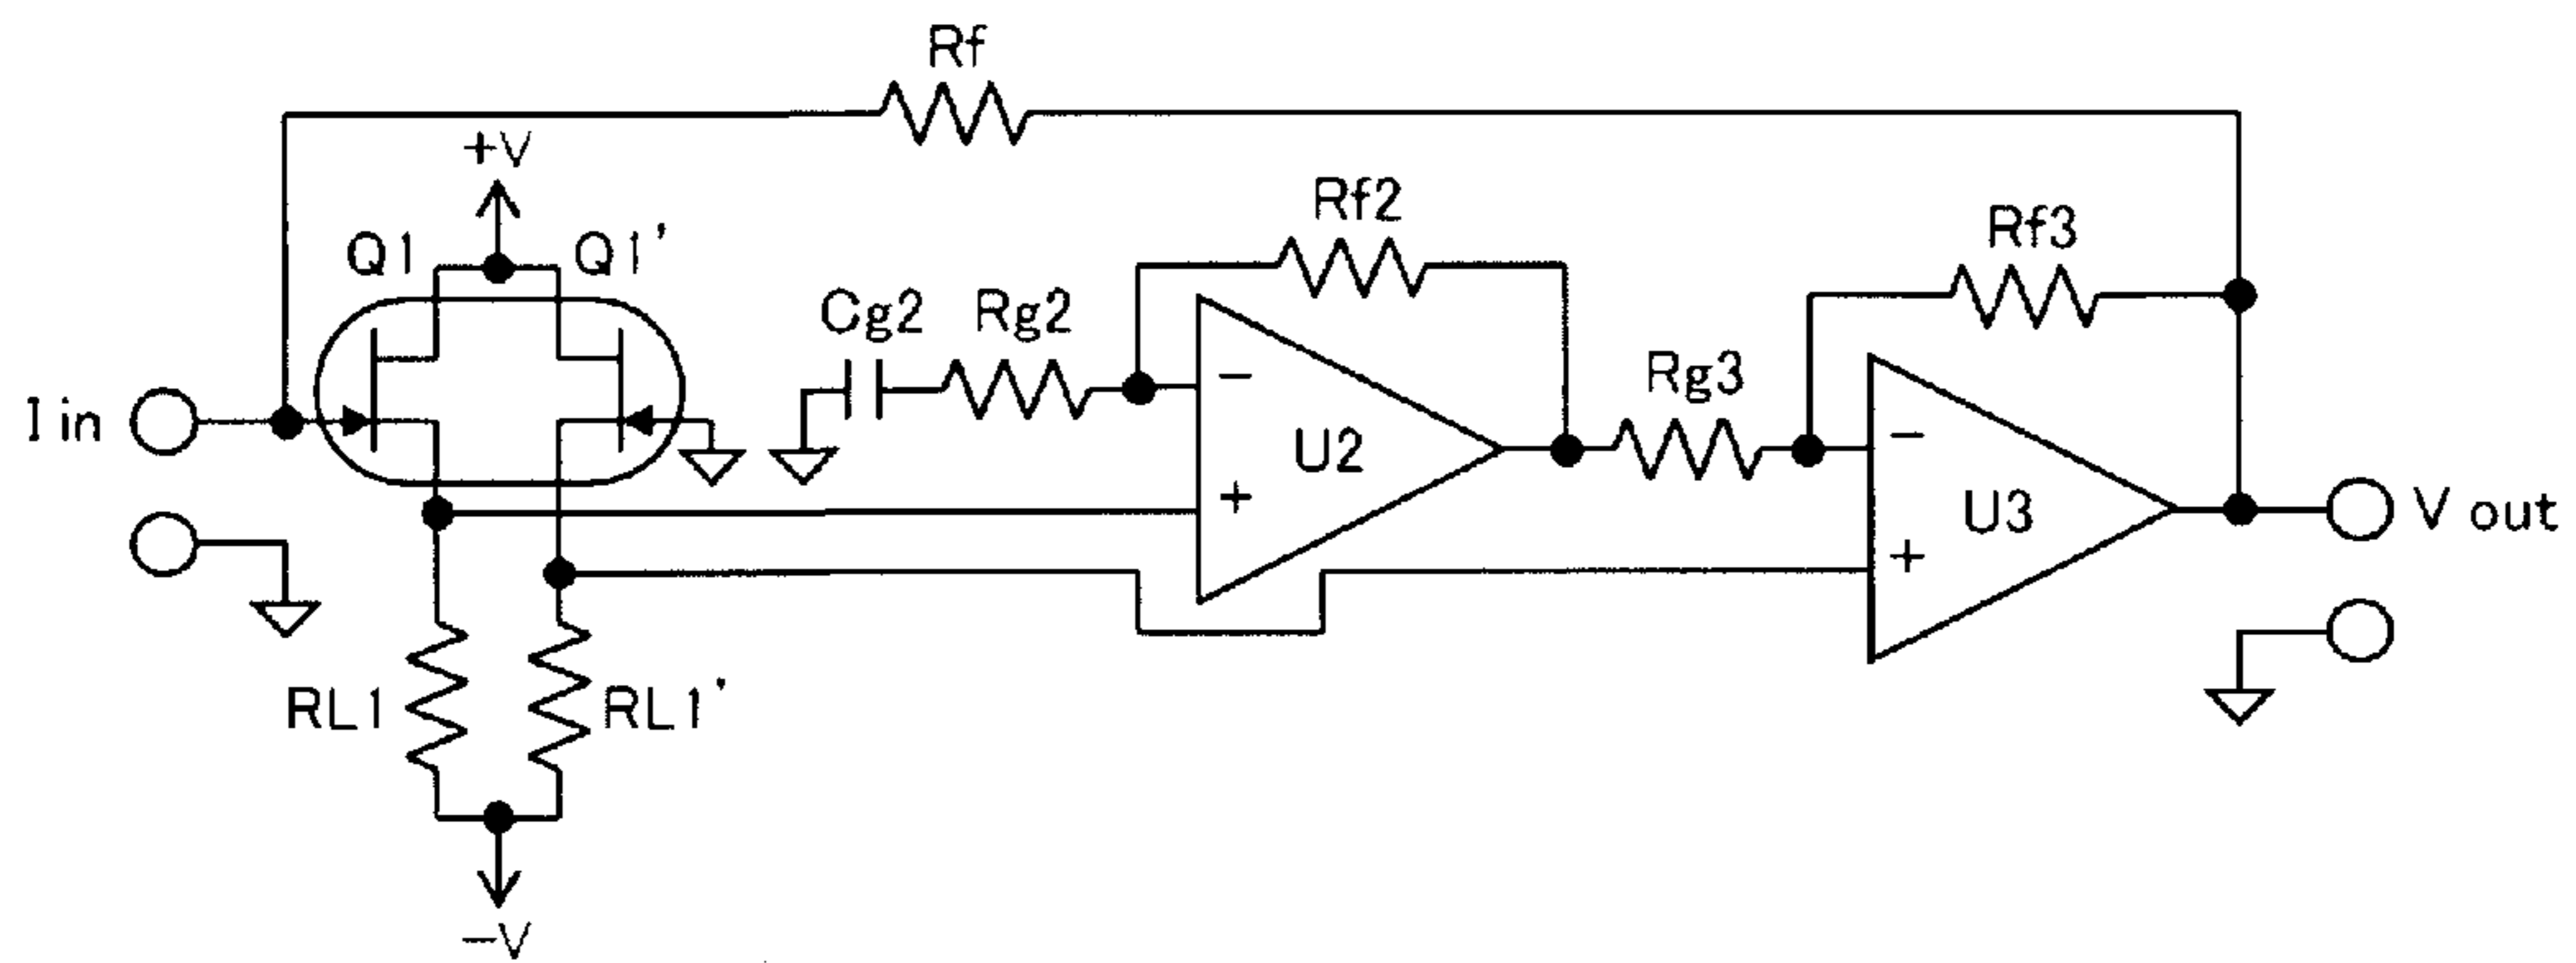 Rf
+V
Rf2
Rf3
Q1
Q1'
Cg2
Rg2
Rg3
I in
−
U2
−
+
U3
V out
+
RL1
RL1'
−V